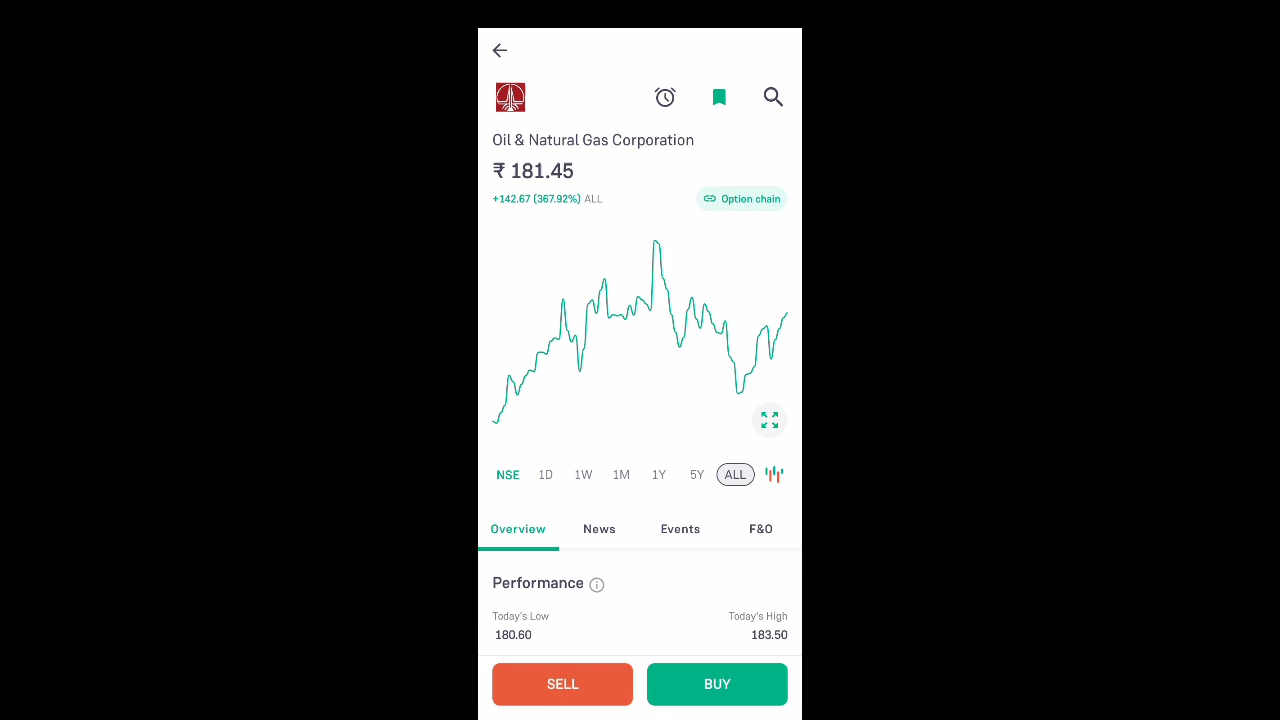 Oil & Natural Gas Corporation
₹ 181.45
+142.67 (367.92%) ALL
Option chain
NSE 1D 1W 1M 1Y 5Y ALL
Overview News Events F&O
Performance
Today's Low Today's High
180.60 183.50
SELL BUY